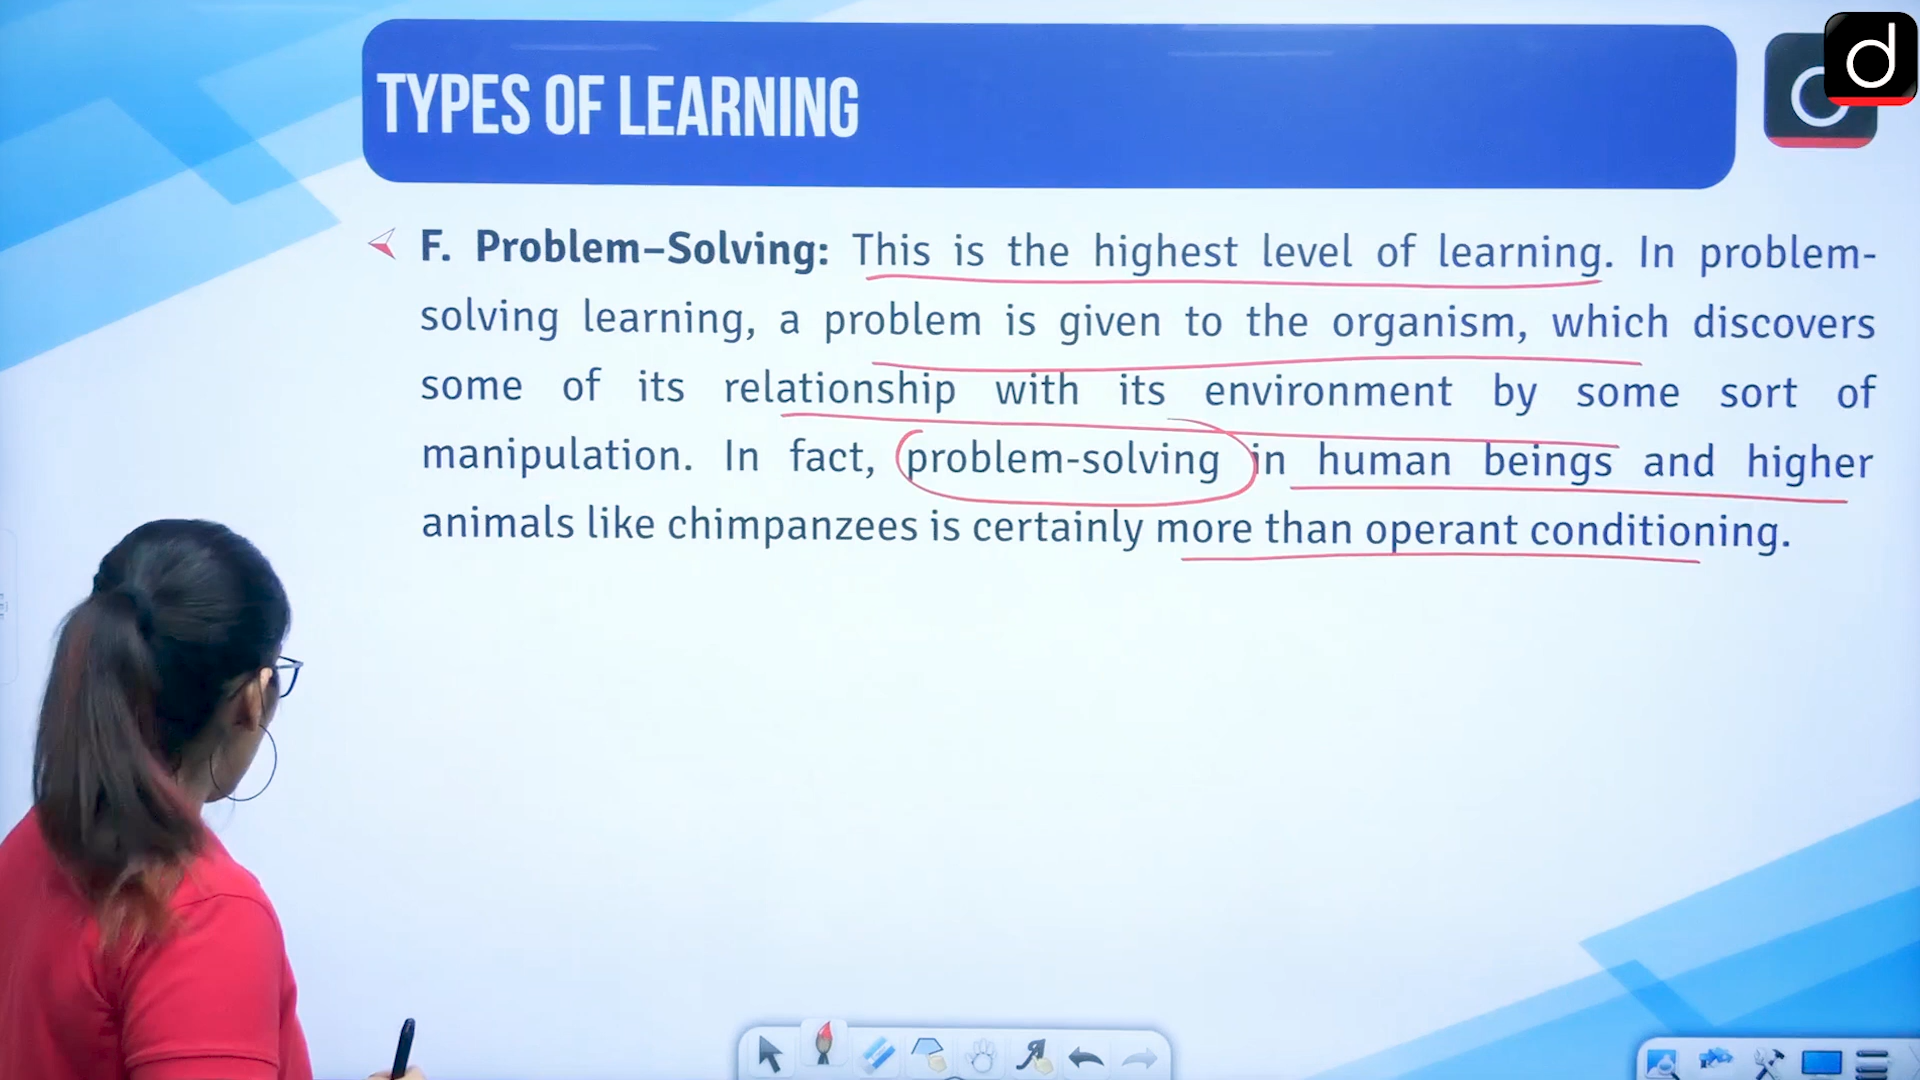 TYPES OF LEARNING
d
F. Problem–Solving: This is the highest level of learning. In problem-
solving learning, a problem is given to the organism, which discovers
some of its relationship with its environment by some sort of
manipulation. In fact, problem-solving in human beings and higher
animals like chimpanzees is certainly more than operant conditioning.